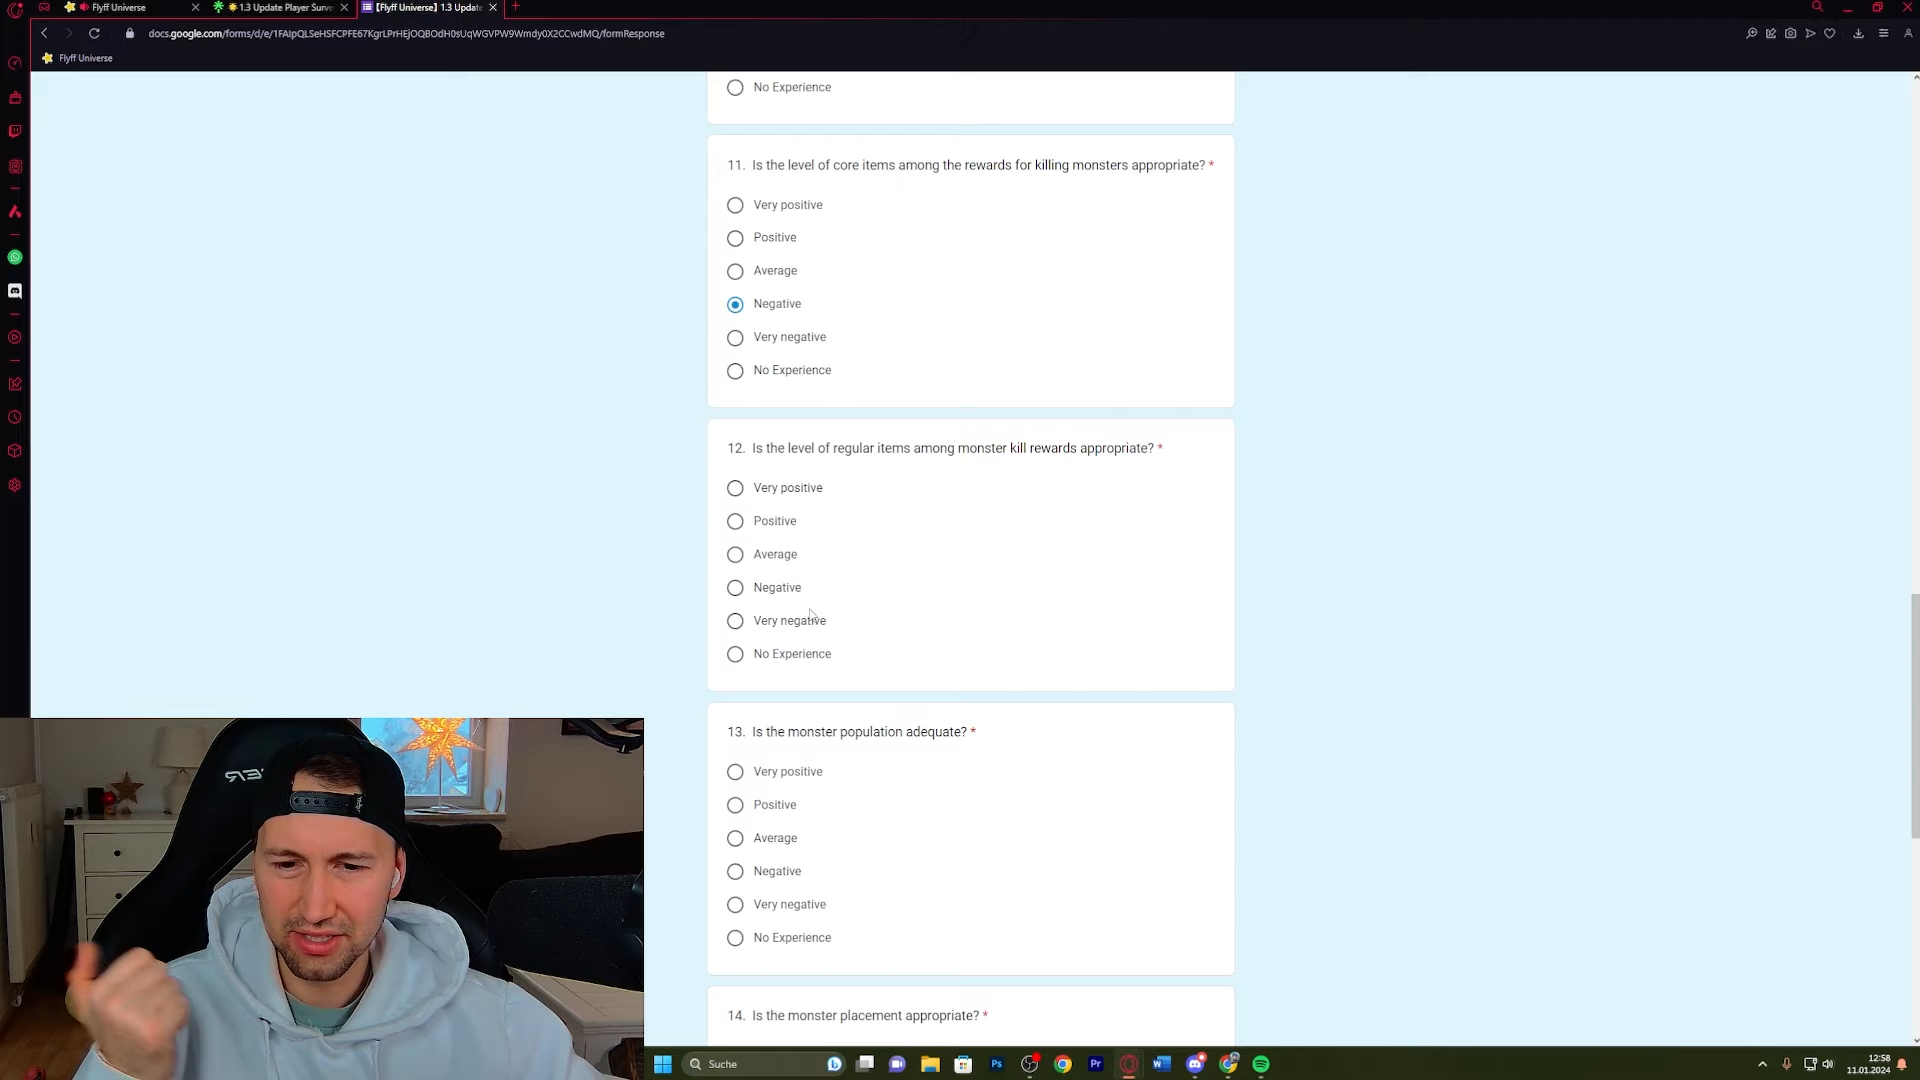 Flyff Universe
1.3 Update Player Surve
[Flyff Universe] 1.3 Updat
docs.google.com/forms/d/e/1FAIpQLSeHSFCPFE67KgrLPrHEjOQBOdH0sUqWGVPW9Wmdy0X2CCwdMQ/formResponse
Flyff Universe
No Experience
11. Is the level of core items among the rewards for killing monsters appropriate? *
Very positive
Positive
Average
Negative
Very negative
No Experience
12. Is the level of regular items among monster kill rewards appropriate? *
Very positive
Positive
Average
Negative
Very negative
No Experience
13. Is the monster population adequate? *
Very positive
Positive
Average
Negative
Very negative
No Experience
14. Is the monster placement appropriate? *
Suche
Ps
Pr
12:58
11.01.2024